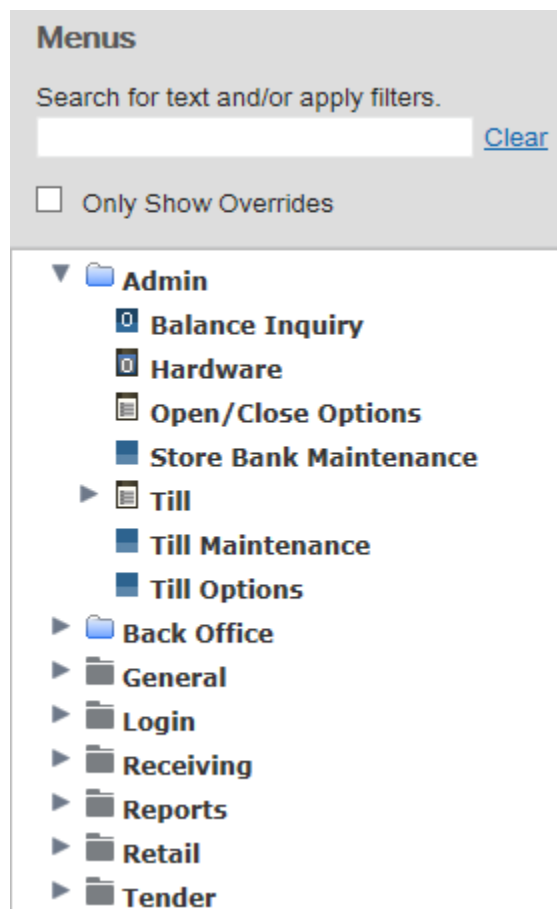 Menus
Search for text and/or apply filters.
Clear
Only Show Overrides
Admin
Balance Inquiry
Hardware
Open/Close Options
Store Bank Maintenance
Till
Till Maintenance
Till Options
Back Office
General
Login
Receiving
Reports
Retail
Tender